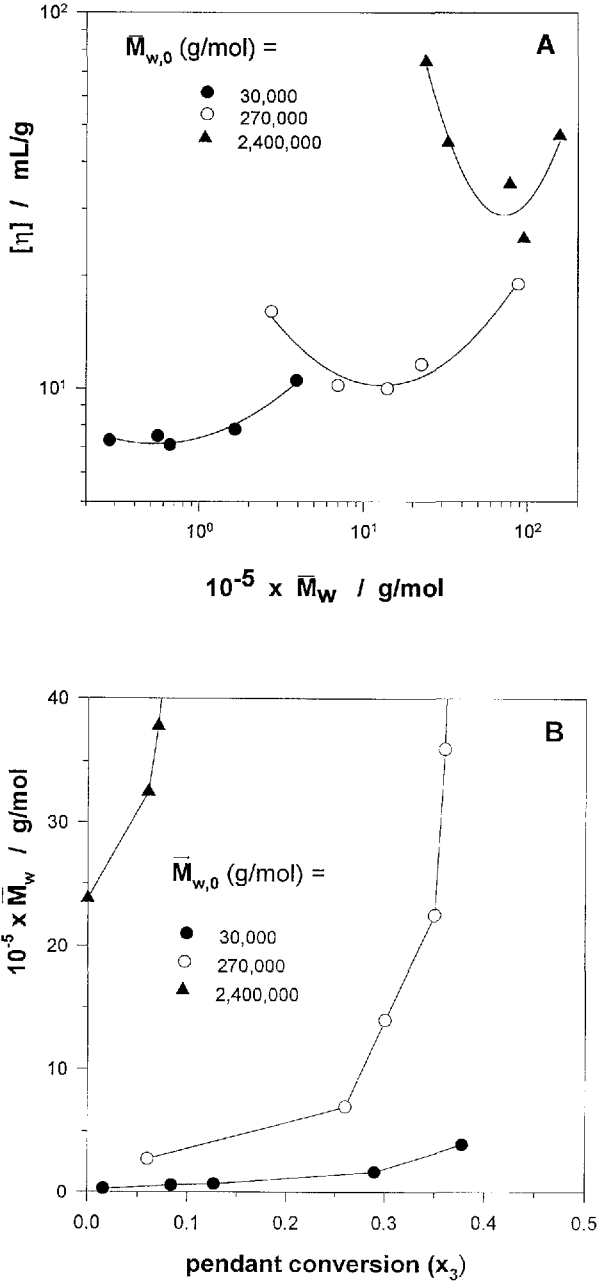 10²
M̅w,0 (g/mol) =
A
30,000
270,000
2,400,000
[η] / mL/g
10¹
10⁰ 10¹ 10²
10⁻⁵ x M̅w / g/mol
40
B
30
M̅w,0 (g/mol) =
30,000
270,000
2,400,000
10⁻⁵ x M̅w / g/mol
20
10
0
0.0 0.1 0.2 0.3 0.4 0.5
pendant conversion (x₃)